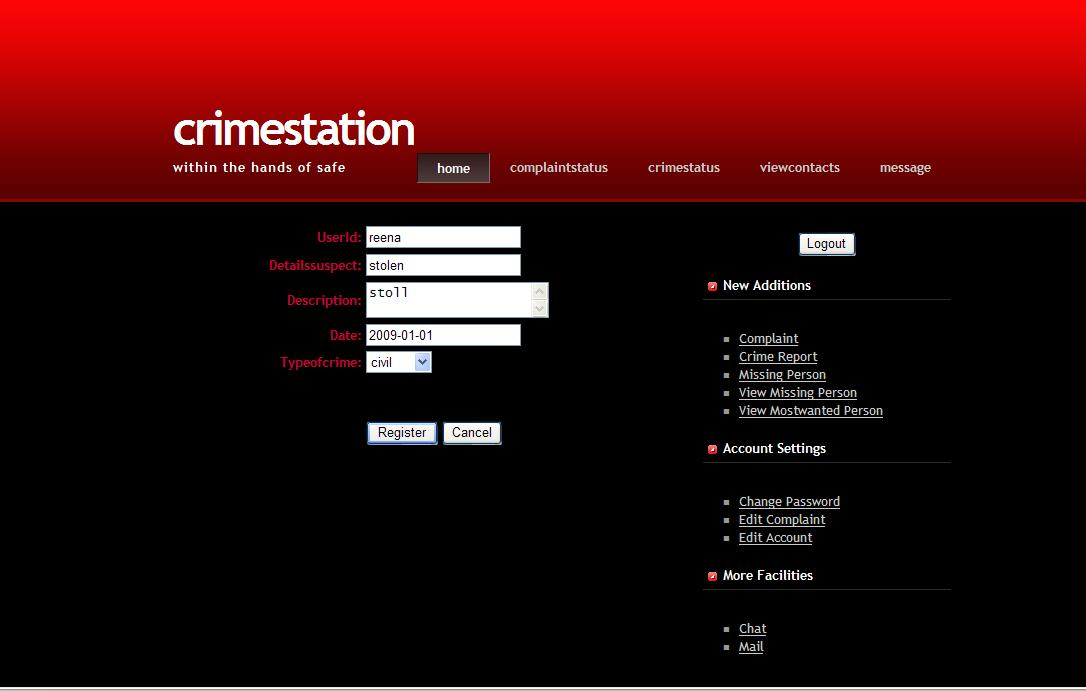 crimestation
within the hands of safe
home complaintstatus crimestatus viewcontacts message
UserId: reena
Detailssuspect: stolen
Description: stoll
Date: 2009-01-01
Typeofcrime: civil
Register Cancel
Logout
New Additions
Complaint
Crime Report
Missing Person
View Missing Person
View Mostwanted Person
Account Settings
Change Password
Edit Complaint
Edit Account
More Facilities
Chat
Mail